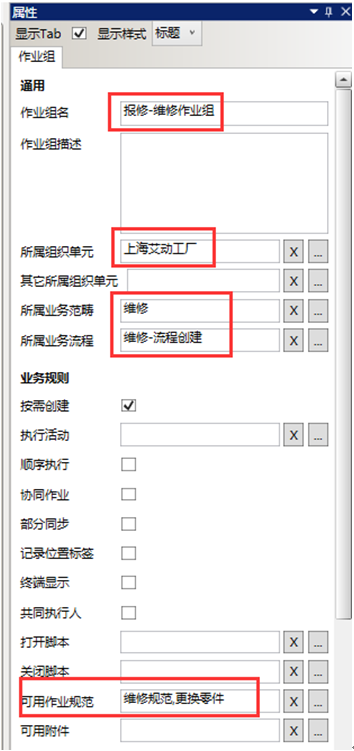 属性
显示Tab 显示样式 标题
作业组
通用
作业组名 报修-维修作业组
作业组描述
所属组织单元 上海艾动工厂 X ...
其它所属组织单元 X ...
所属业务范畴 维修 X ...
所属业务流程 维修-流程创建 X ...
业务规则
按需创建
执行活动 X ...
顺序执行
协同作业
部分同步
记录位置标签
终端显示
共同执行人
打开脚本 X ...
关闭脚本 X ...
可用作业规范 维修规范,更换零件 X ...
可用附件 X ...